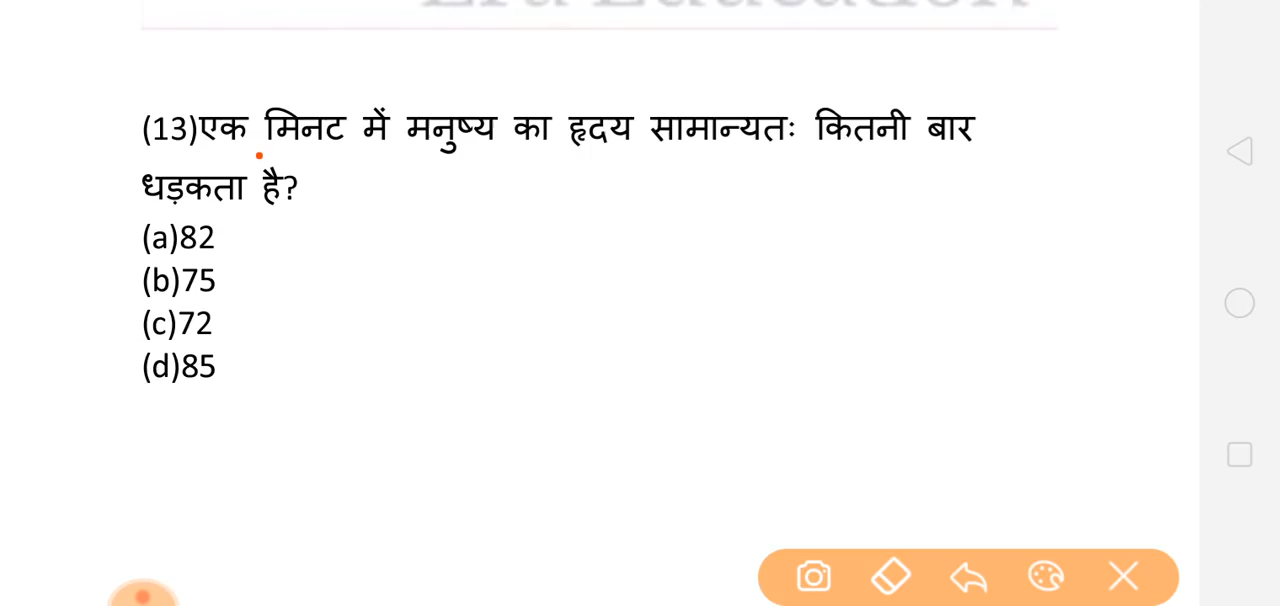 (13)एक मिनट में मनुष्य का हृदय सामान्यतः कितनी बार
धड़कता है?
(a)82
(b)75
(c)72
(d)85